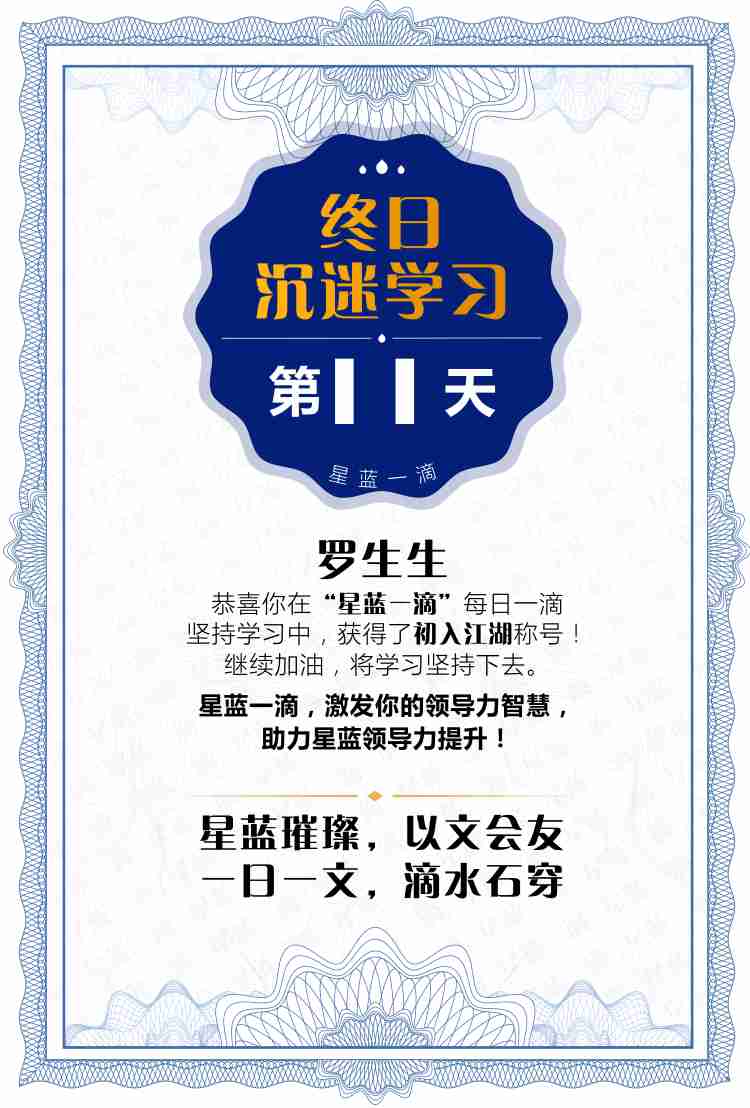 终日
沉迷学习
第11天
星蓝一滴
罗生生
恭喜你在“星蓝一滴”每日一滴
坚持学习中，获得了初入江湖称号！
继续加油，将学习坚持下去。
星蓝一滴，激发你的领导力智慧，
助力星蓝领导力提升！
星蓝璀璨，以文会友
一日一文，滴水石穿